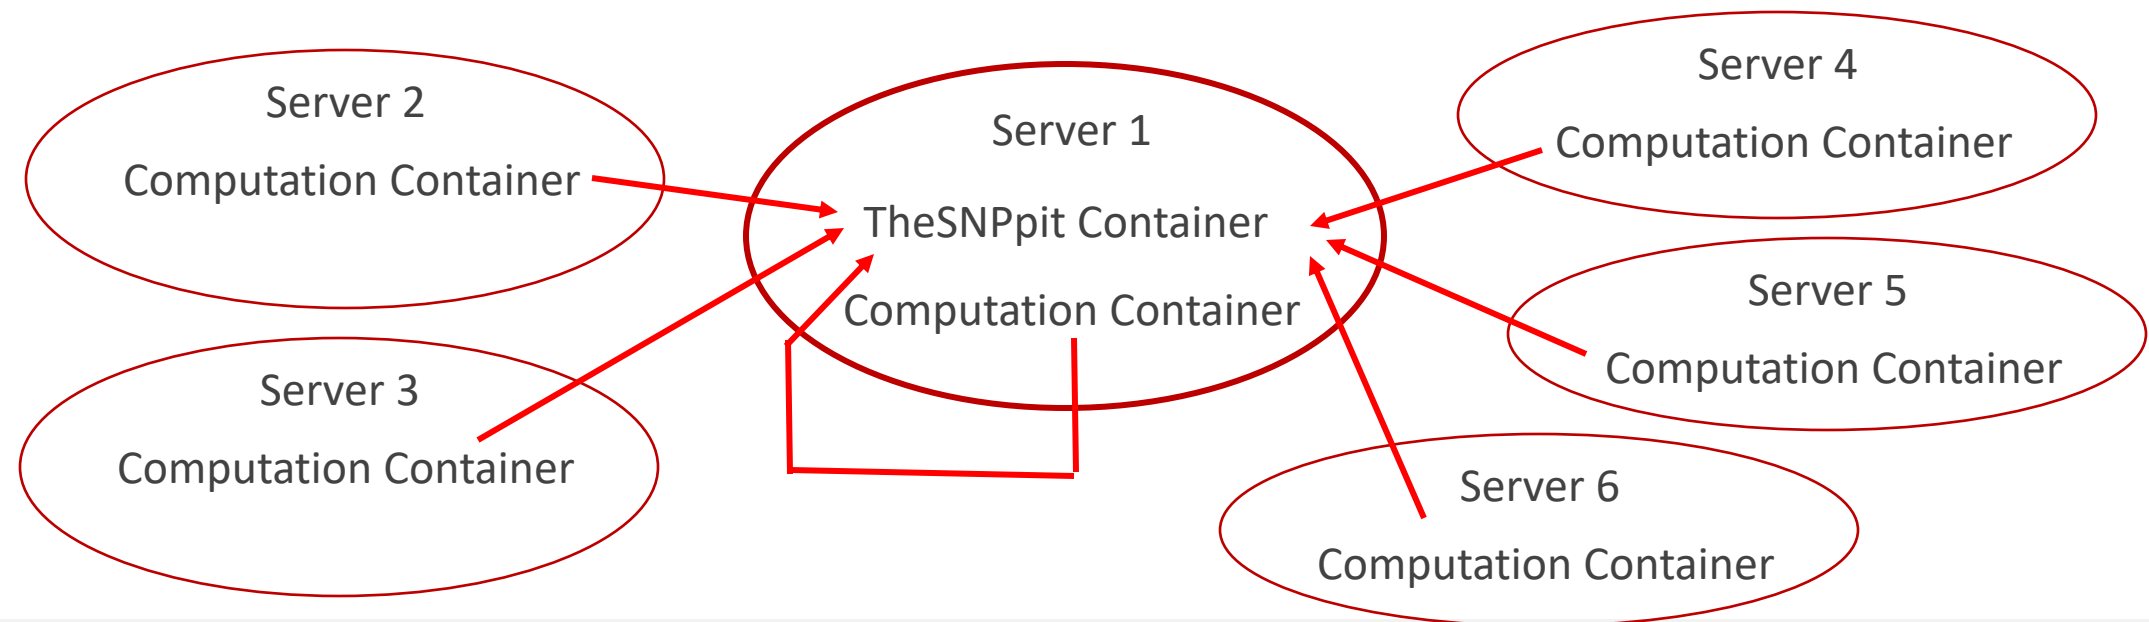 Server 2
Computation Container
Server 3
Computation Container
Server 1
TheSNPpit Container
Computation Container
Server 4
Computation Container
Server 5
Computation Container
Server 6
Computation Container